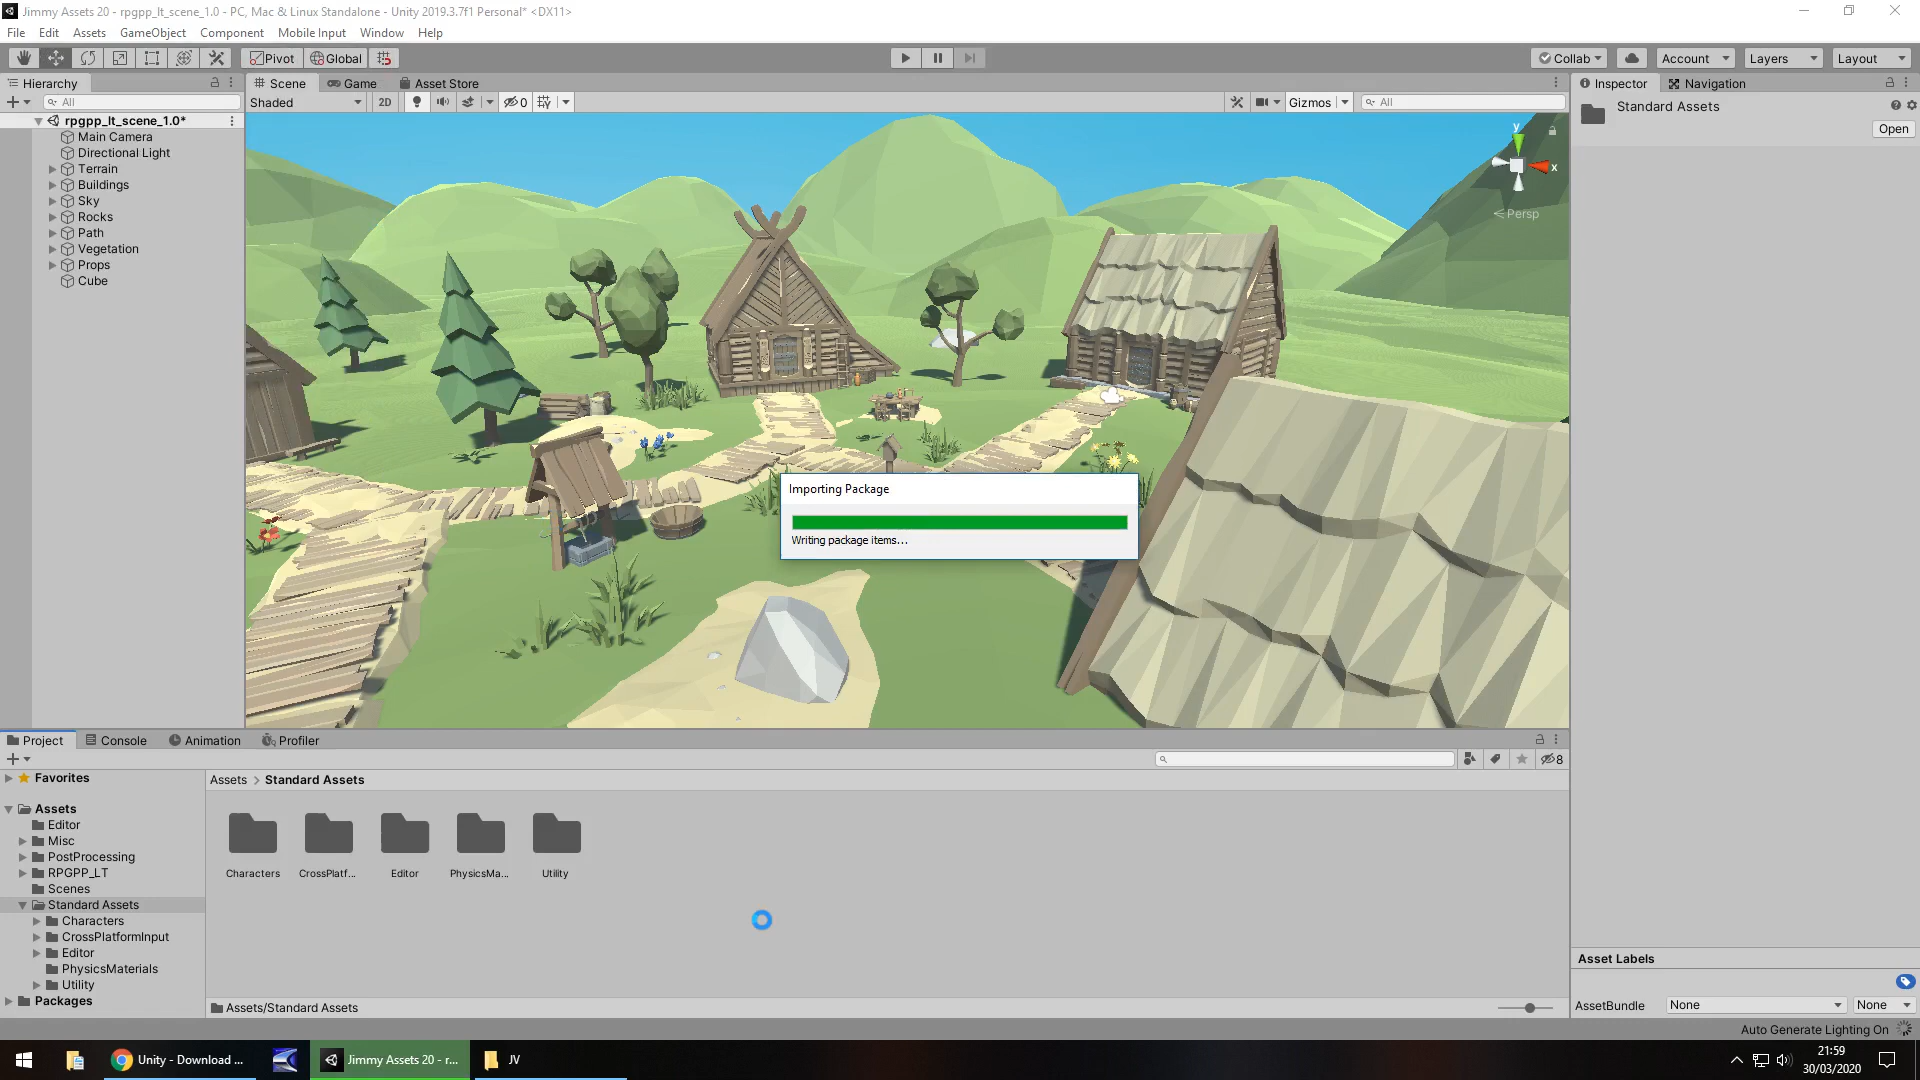 Jimmy Assets 20 - rpgpp_lt_scene_1.0 - PC, Mac & Linux Standalone - Unity 2019.3.7f1 Personal* <DX11>
File Edit Assets GameObject Component Mobile Input Window Help
Pivot Global Collab Account Layers Layout
Hierarchy Scene Game Asset Store Inspector Navigation
All Shaded 2D 0 Gizmos All
Standard Assets
Open
rpgpp_lt_scene_1.0*
Main Camera
Directional Light
Terrain
Buildings
Sky
Rocks
Path
Vegetation
Props
Cube
y
x
Persp
Importing Package
Writing package items...
Project Console Animation Profiler
8
Favorites
Assets
Editor
Misc
PostProcessing
RPGPP_LT
Scenes
Standard Assets
Characters
CrossPlatformInput
Editor
PhysicsMaterials
Utility
Packages
Assets > Standard Assets
Characters CrossPlatf... Editor PhysicsMa... Utility
Assets/Standard Assets
Asset Labels
AssetBundle None None
Auto Generate Lighting On
Unity - Download ... Jimmy Assets 20 - r... JV
21:59
30/03/2020